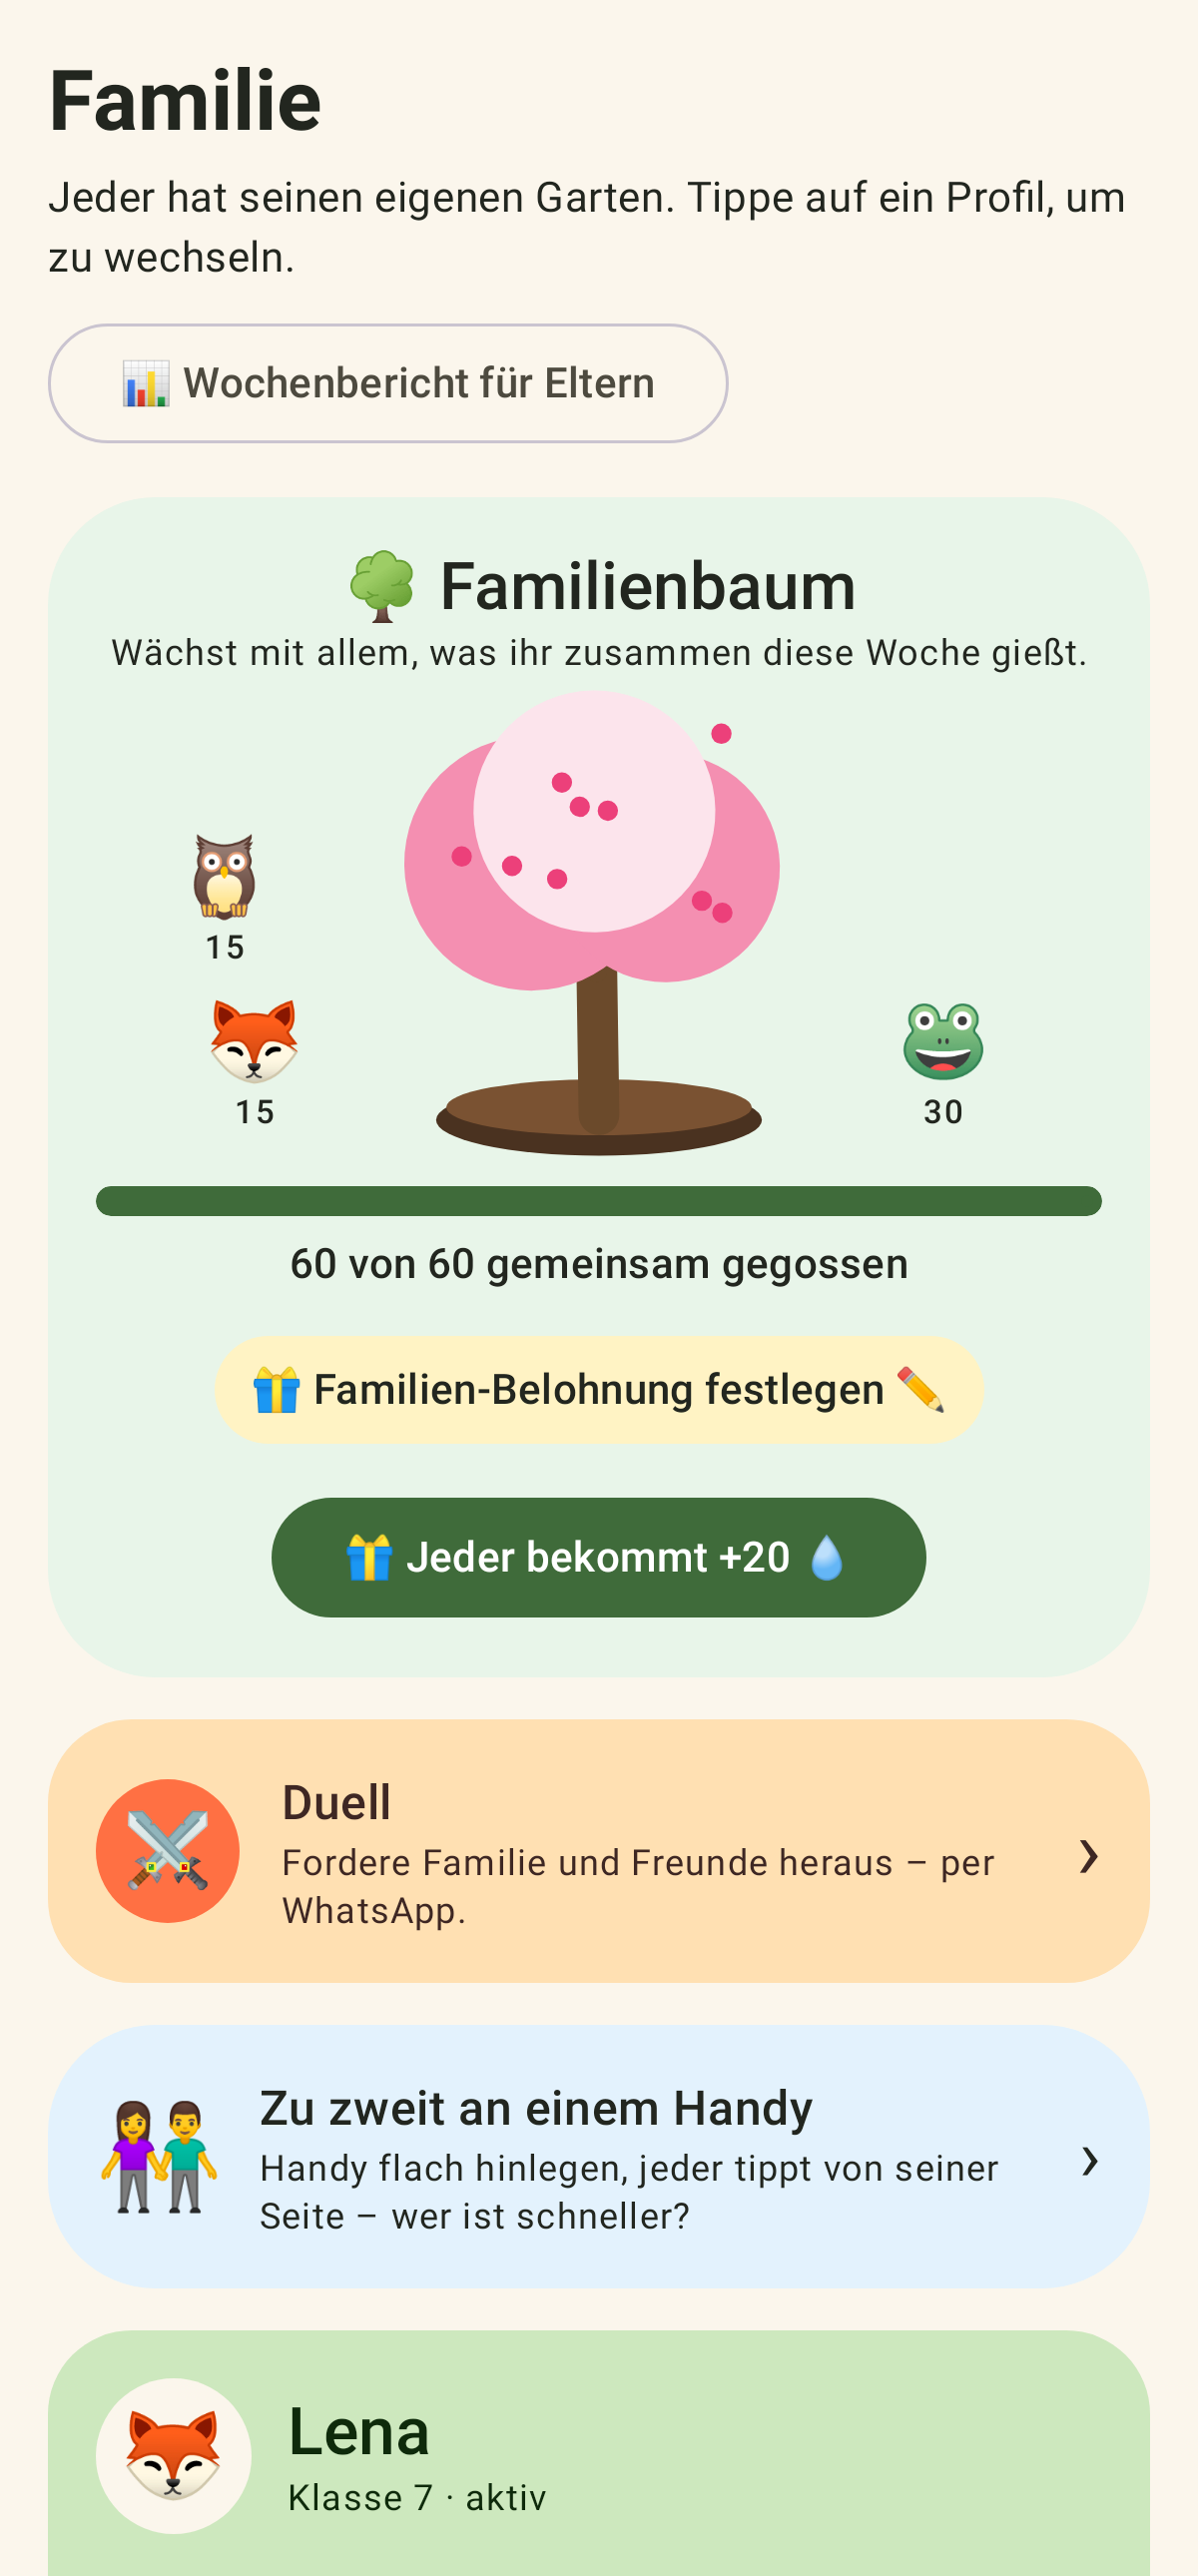 Familie
Jeder hat seinen eigenen Garten. Tippe auf ein Profil, um
zu wechseln.
Wochenbericht für Eltern
Familienbaum
Wächst mit allem, was ihr zusammen diese Woche gießt.
15
15
30
60 von 60 gemeinsam gegossen
Familien-Belohnung festlegen
Jeder bekommt +20
Duell
Fordere Familie und Freunde heraus – per
WhatsApp.
Zu zweit an einem Handy
Handy flach hinlegen, jeder tippt von seiner
Seite – wer ist schneller?
Lena
Klasse 7 · aktiv